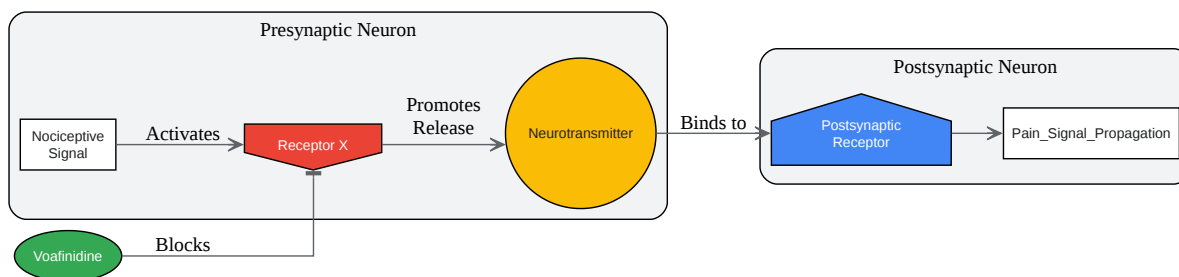 Presynaptic Neuron
Postsynaptic Neuron
Nociceptive
Signal
Activates
Receptor X
Promotes
Release
Neurotransmitter
Binds to
Postsynaptic
Receptor
Pain_Signal_Propagation
Voafinidine
Blocks